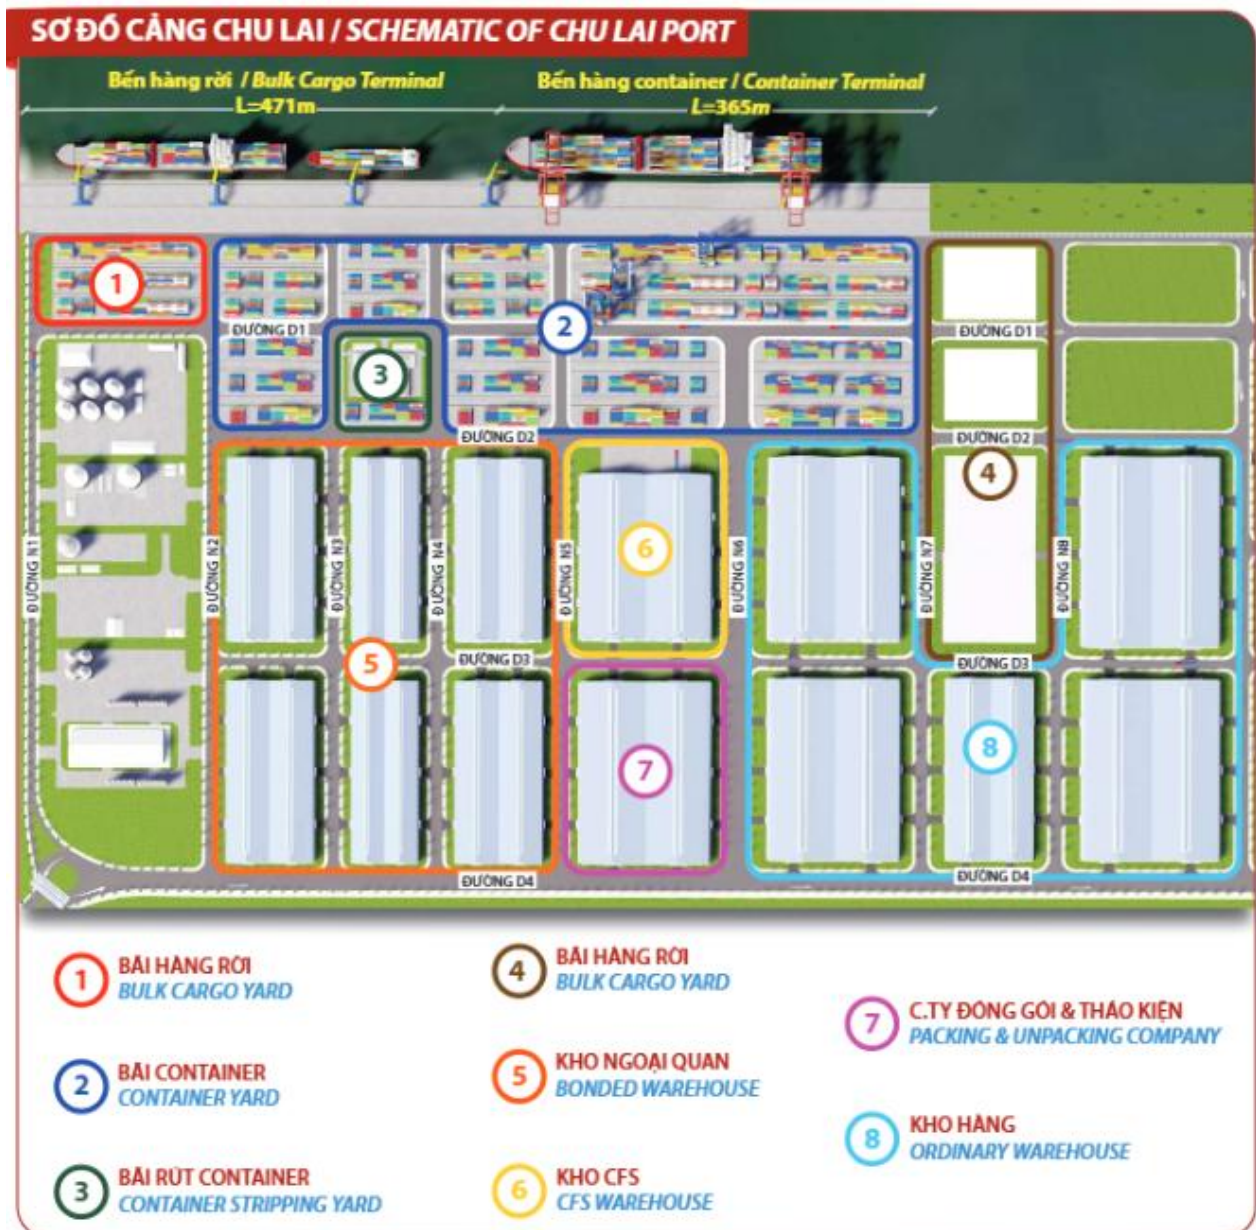 SƠ ĐỒ CẢNG CHU LAI / SCHEMATIC OF CHU LAI PORT
Bến hàng rời / Bulk Cargo Terminal
L=471m
Bến hàng container / Container Terminal
L=365m
1
2
3
4
5
6
7
8
ĐƯỜNG D1
ĐƯỜNG D1
ĐƯỜNG D2
ĐƯỜNG D2
ĐƯỜNG N1
ĐƯỜNG N2
ĐƯỜNG N3
ĐƯỜNG N4
ĐƯỜNG N5
ĐƯỜNG N6
ĐƯỜNG N7
ĐƯỜNG N8
ĐƯỜNG D3
ĐƯỜNG D3
ĐƯỜNG D4
ĐƯỜNG D4
1 BÃI HÀNG RỜI
BULK CARGO YARD
2 BÃI CONTAINER
CONTAINER YARD
3 BÃI RÚT CONTAINER
CONTAINER STRIPPING YARD
4 BÃI HÀNG RỜI
BULK CARGO YARD
5 KHO NGOẠI QUAN
BONDED WAREHOUSE
6 KHO CFS
CFS WAREHOUSE
7 C.TY ĐÓNG GÓI & THÁO KIỆN
PACKING & UNPACKING COMPANY
8 KHO HÀNG
ORDINARY WAREHOUSE